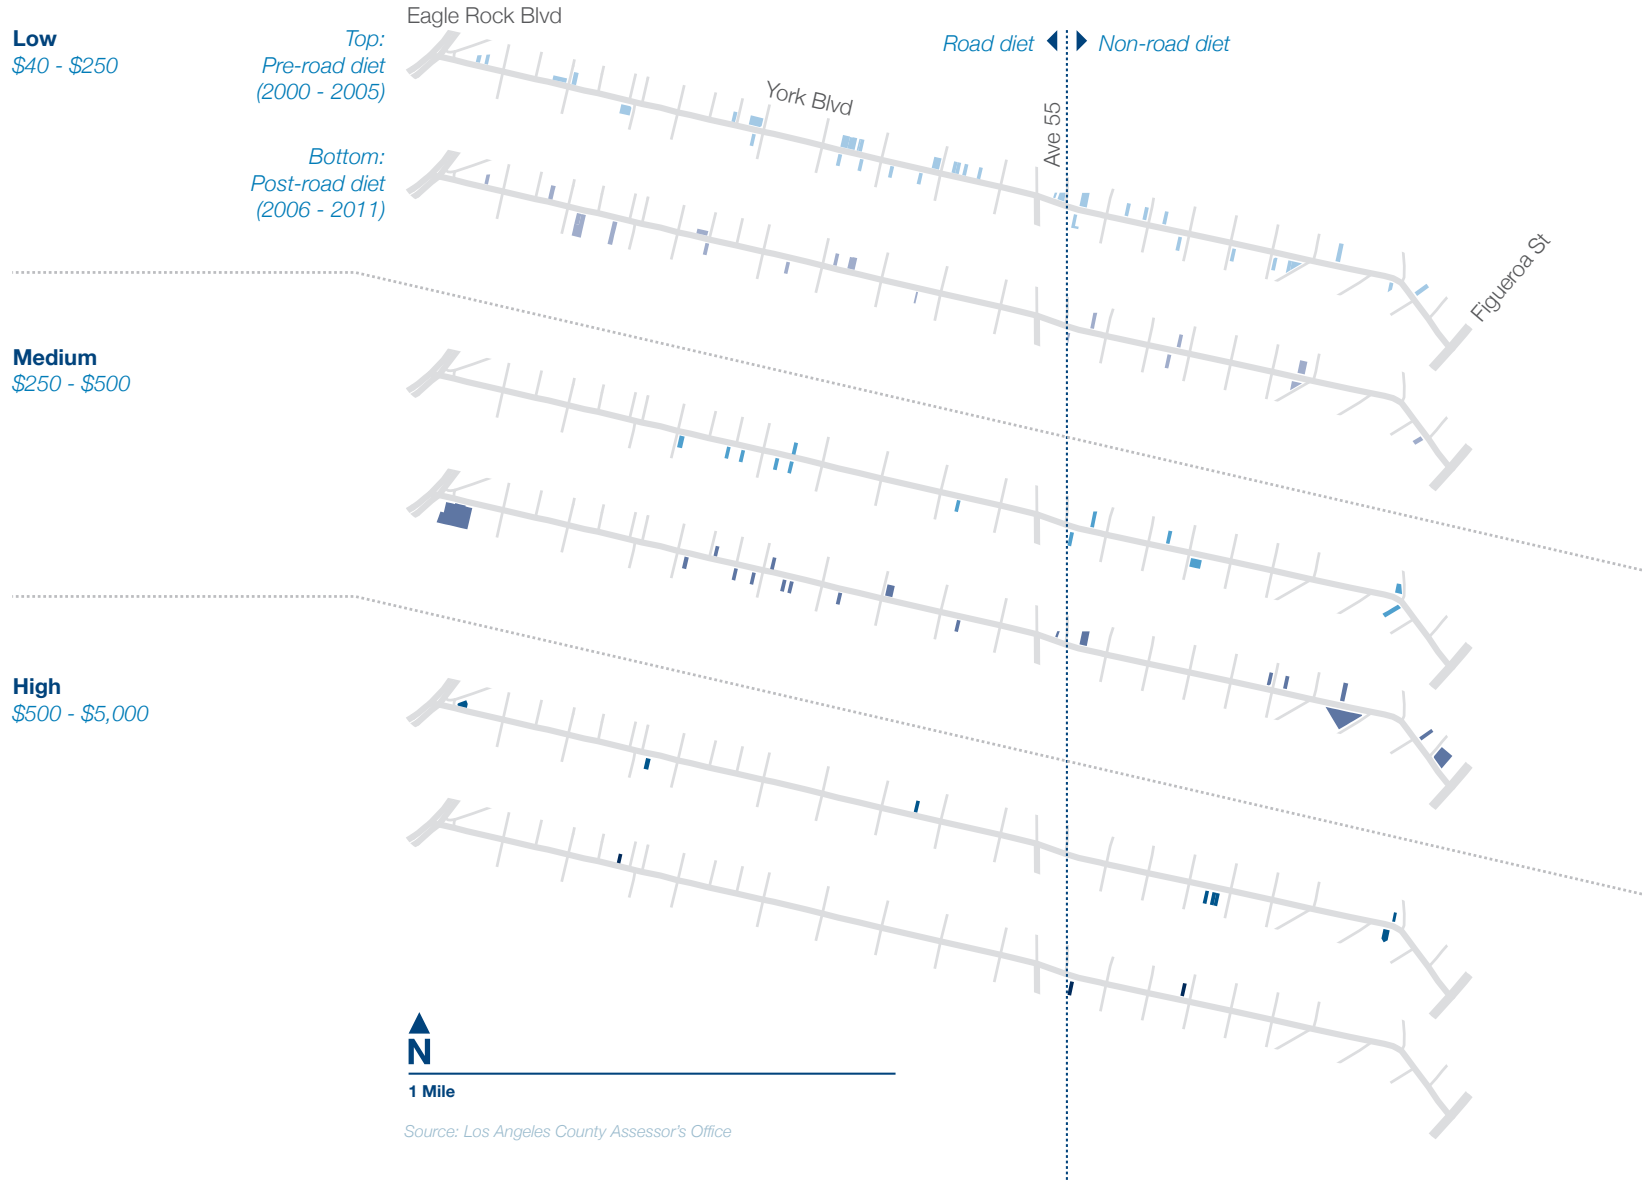 Eagle Rock Blvd
Low
$40 - $250
Top:
Pre-road diet
(2000 - 2005)
Road diet
Non-road diet
York Blvd
Ave 55
Bottom:
Post-road diet
(2006 - 2011)
Figueroa St
Medium
$250 - $500
High
$500 - $5,000
N
1 Mile
Source: Los Angeles County Assessor's Office